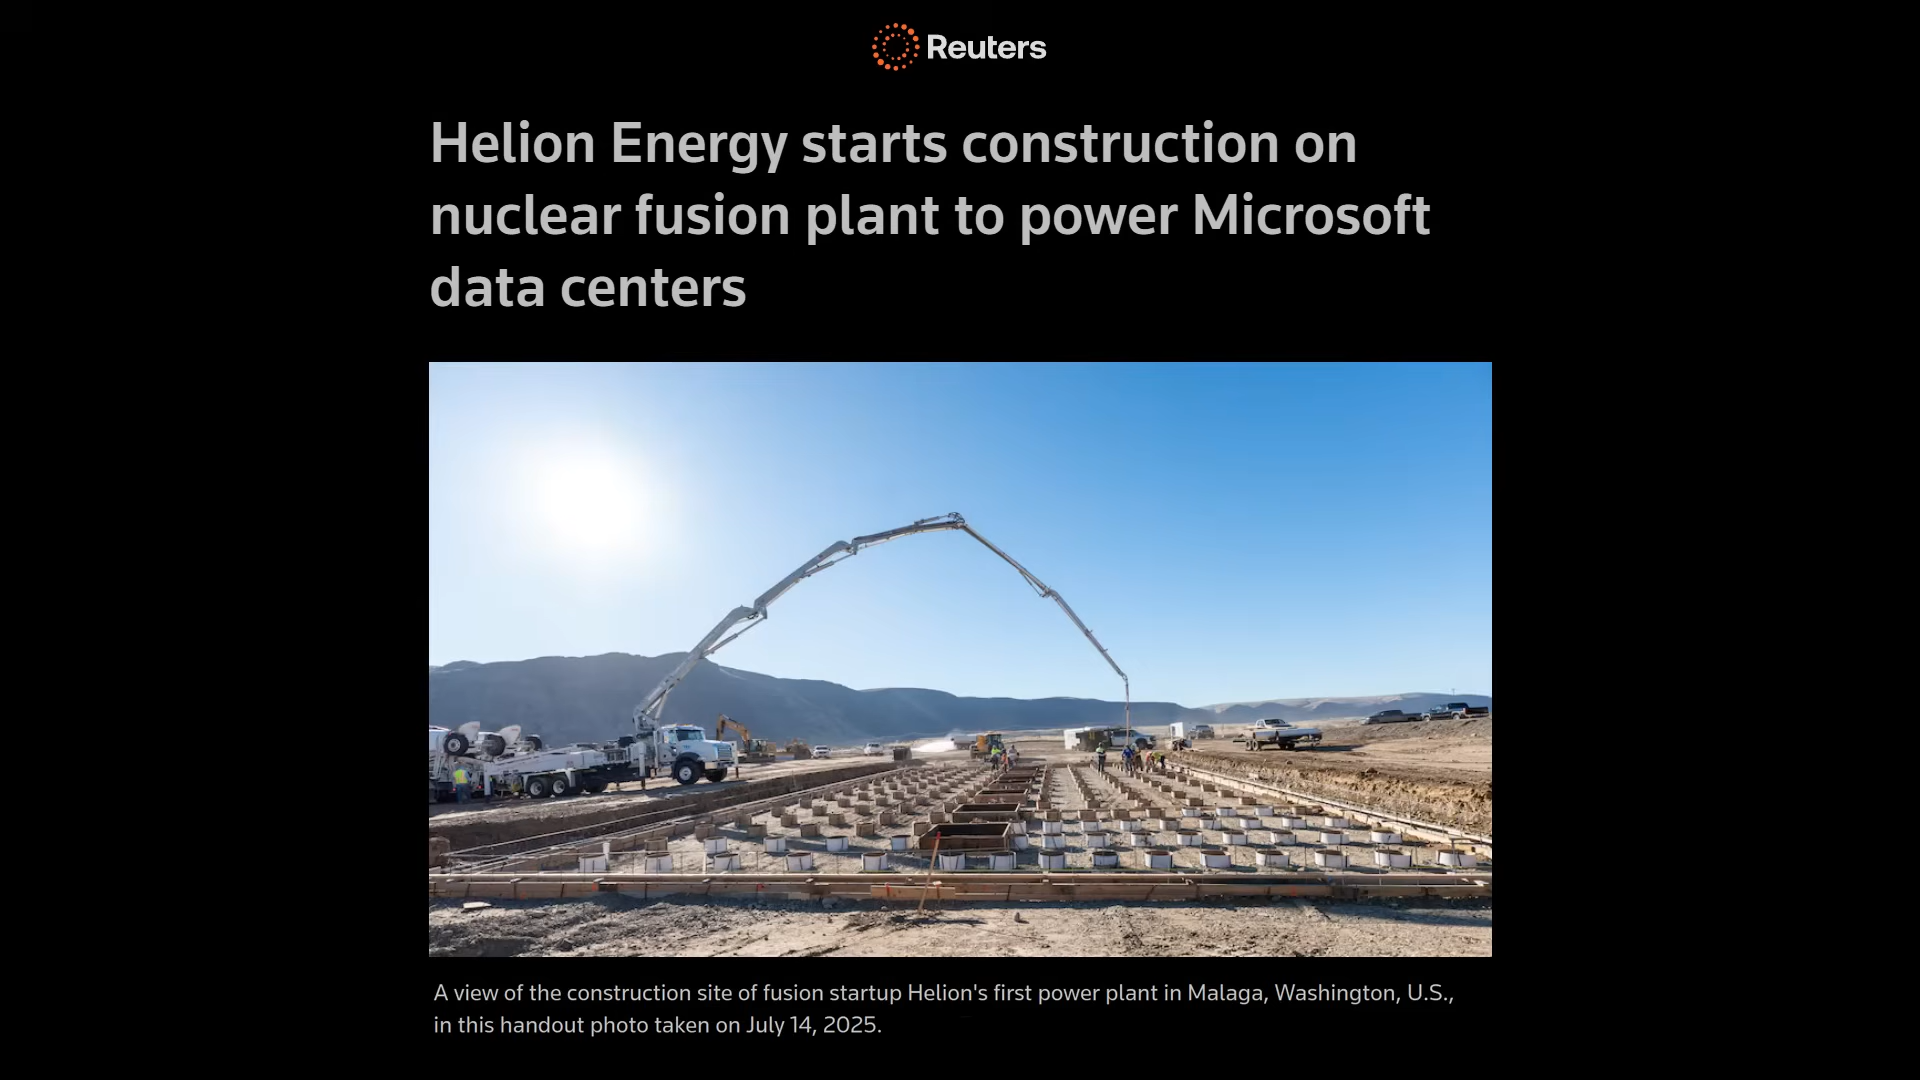 Reuters
Helion Energy starts construction on
nuclear fusion plant to power Microsoft
data centers
A view of the construction site of fusion startup Helion's first power plant in Malaga, Washington, U.S.,
in this handout photo taken on July 14, 2025.